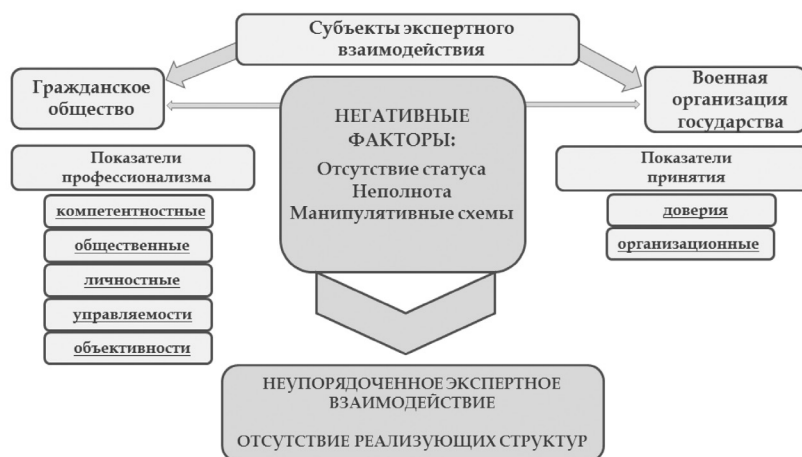 Субъекты экспертного
взаимодействия
Гражданское
общество
Военная
организация
государства
НЕГАТИВНЫЕ
ФАКТОРЫ:
Отсутствие статуса
Неполнота
Манипулятивные схемы
Показатели
профессионализма
компетентностные
общественные
личностные
управляемости
объективности
Показатели
принятия
доверия
организационные
НЕУПОРЯДОЧЕННОЕ ЭКСПЕРТНОЕ
ВЗАИМОДЕЙСТВИЕ
ОТСУТСТВИЕ РЕАЛИЗУЮЩИХ СТРУКТУР